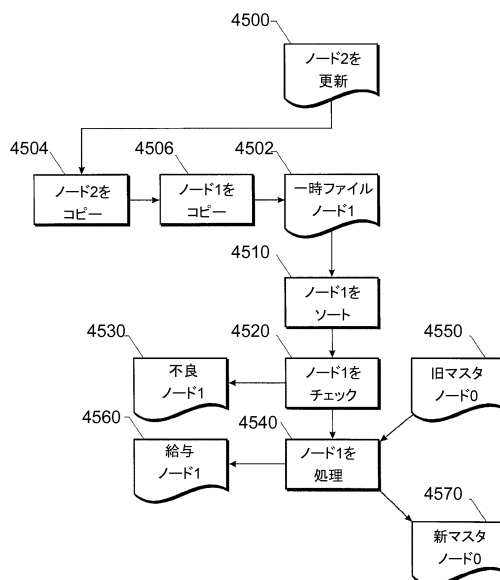 4500
ノード2を
更新
4504
4506
4502
ノード2を
コピー
ノード1を
コピー
一時ファイル
ノード1
4510
ノード1を
ソート
4530
4520
4550
不良
ノード1
ノード1を
チェック
旧マスタ
ノード0
4560
4540
給与
ノード1
ノード1を
処理
4570
新マスタ
ノード0